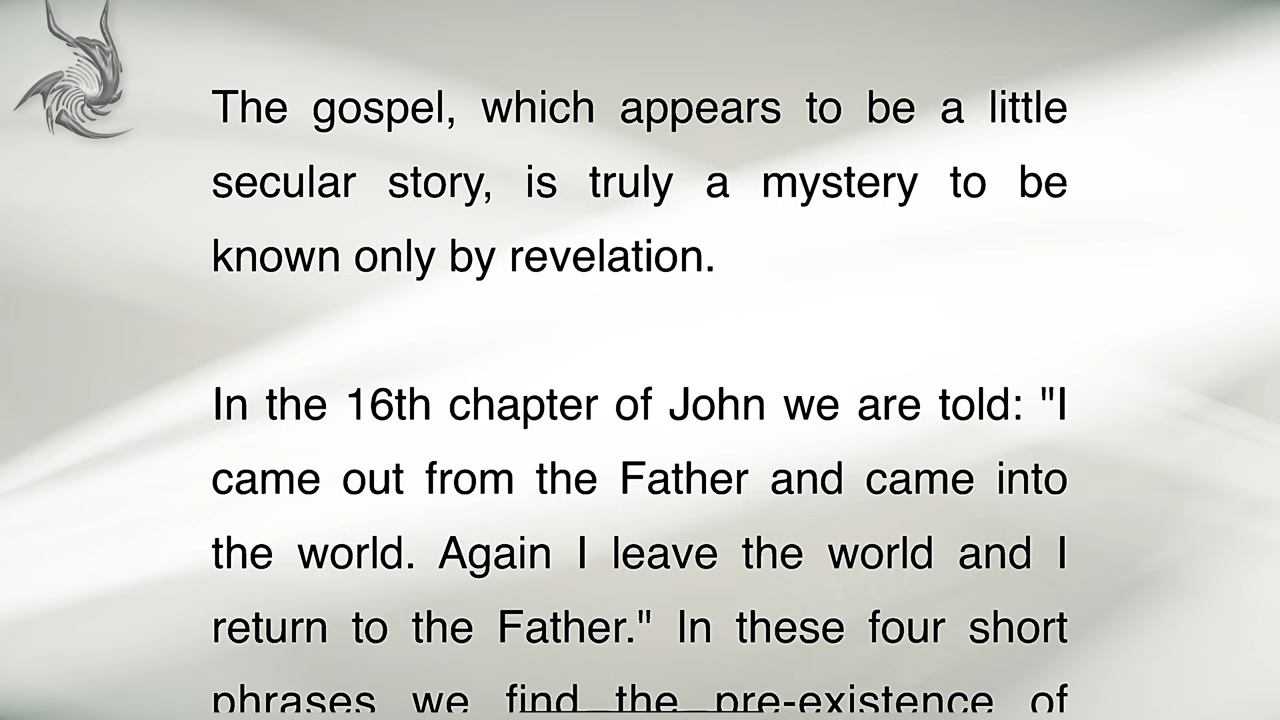 The gospel, which appears to be a little
secular story, is truly a mystery to be
known only by revelation.
In the 16th chapter of John we are told: "I
came out from the Father and came into
the world. Again I leave the world and I
return to the Father." In these four short
phrases we find the pre-existence of